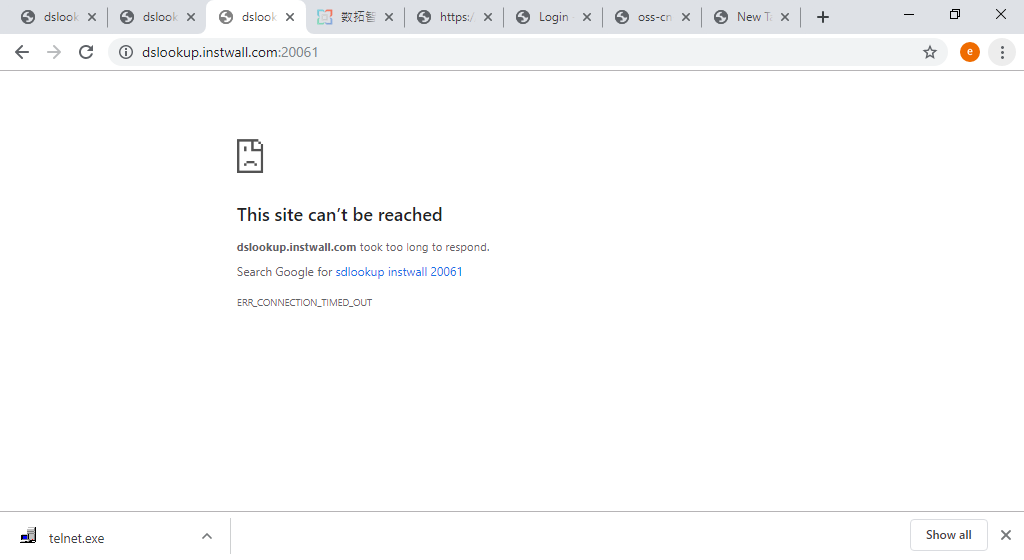 dslook
dslook
dslook
数拓智
https:/
Login
oss-cn
New Ta
dslookup.instwall.com:20061
e
This site can't be reached
dslookup.instwall.com took too long to respond.
Search Google for sdlookup instwall 20061
ERR_CONNECTION_TIMED_OUT
telnet.exe
Show all